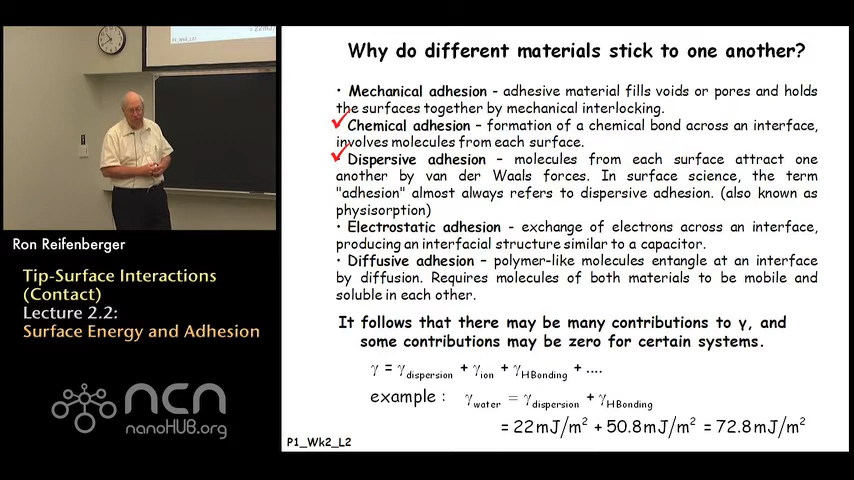 Why do different materials stick to one another?
• Mechanical adhesion - adhesive material fills voids or pores and holds
the surfaces together by mechanical interlocking.
Chemical adhesion – formation of a chemical bond across an interface,
involves molecules from each surface.
Dispersive adhesion – molecules from each surface attract one
another by van der Waals forces. In surface science, the term
"adhesion" almost always refers to dispersive adhesion. (also known as
physisorption)
• Electrostatic adhesion - exchange of electrons across an interface,
producing an interfacial structure similar to a capacitor.
• Diffusive adhesion – polymer-like molecules entangle at an interface
by diffusion. Requires molecules of both materials to be mobile and
soluble in each other.
It follows that there may be many contributions to γ, and
some contributions may be zero for certain systems.
γ = γdispersion + γion + γHBonding + ....
example : γwater = γdispersion + γHBonding
= 22mJ/m² + 50.8mJ/m² = 72.8mJ/m²
P1_Wk2_L2
Ron Reifenberger
Tip-Surface Interactions
(Contact)
Lecture 2.2:
Surface Energy and Adhesion
ncn
nanoHUB.org